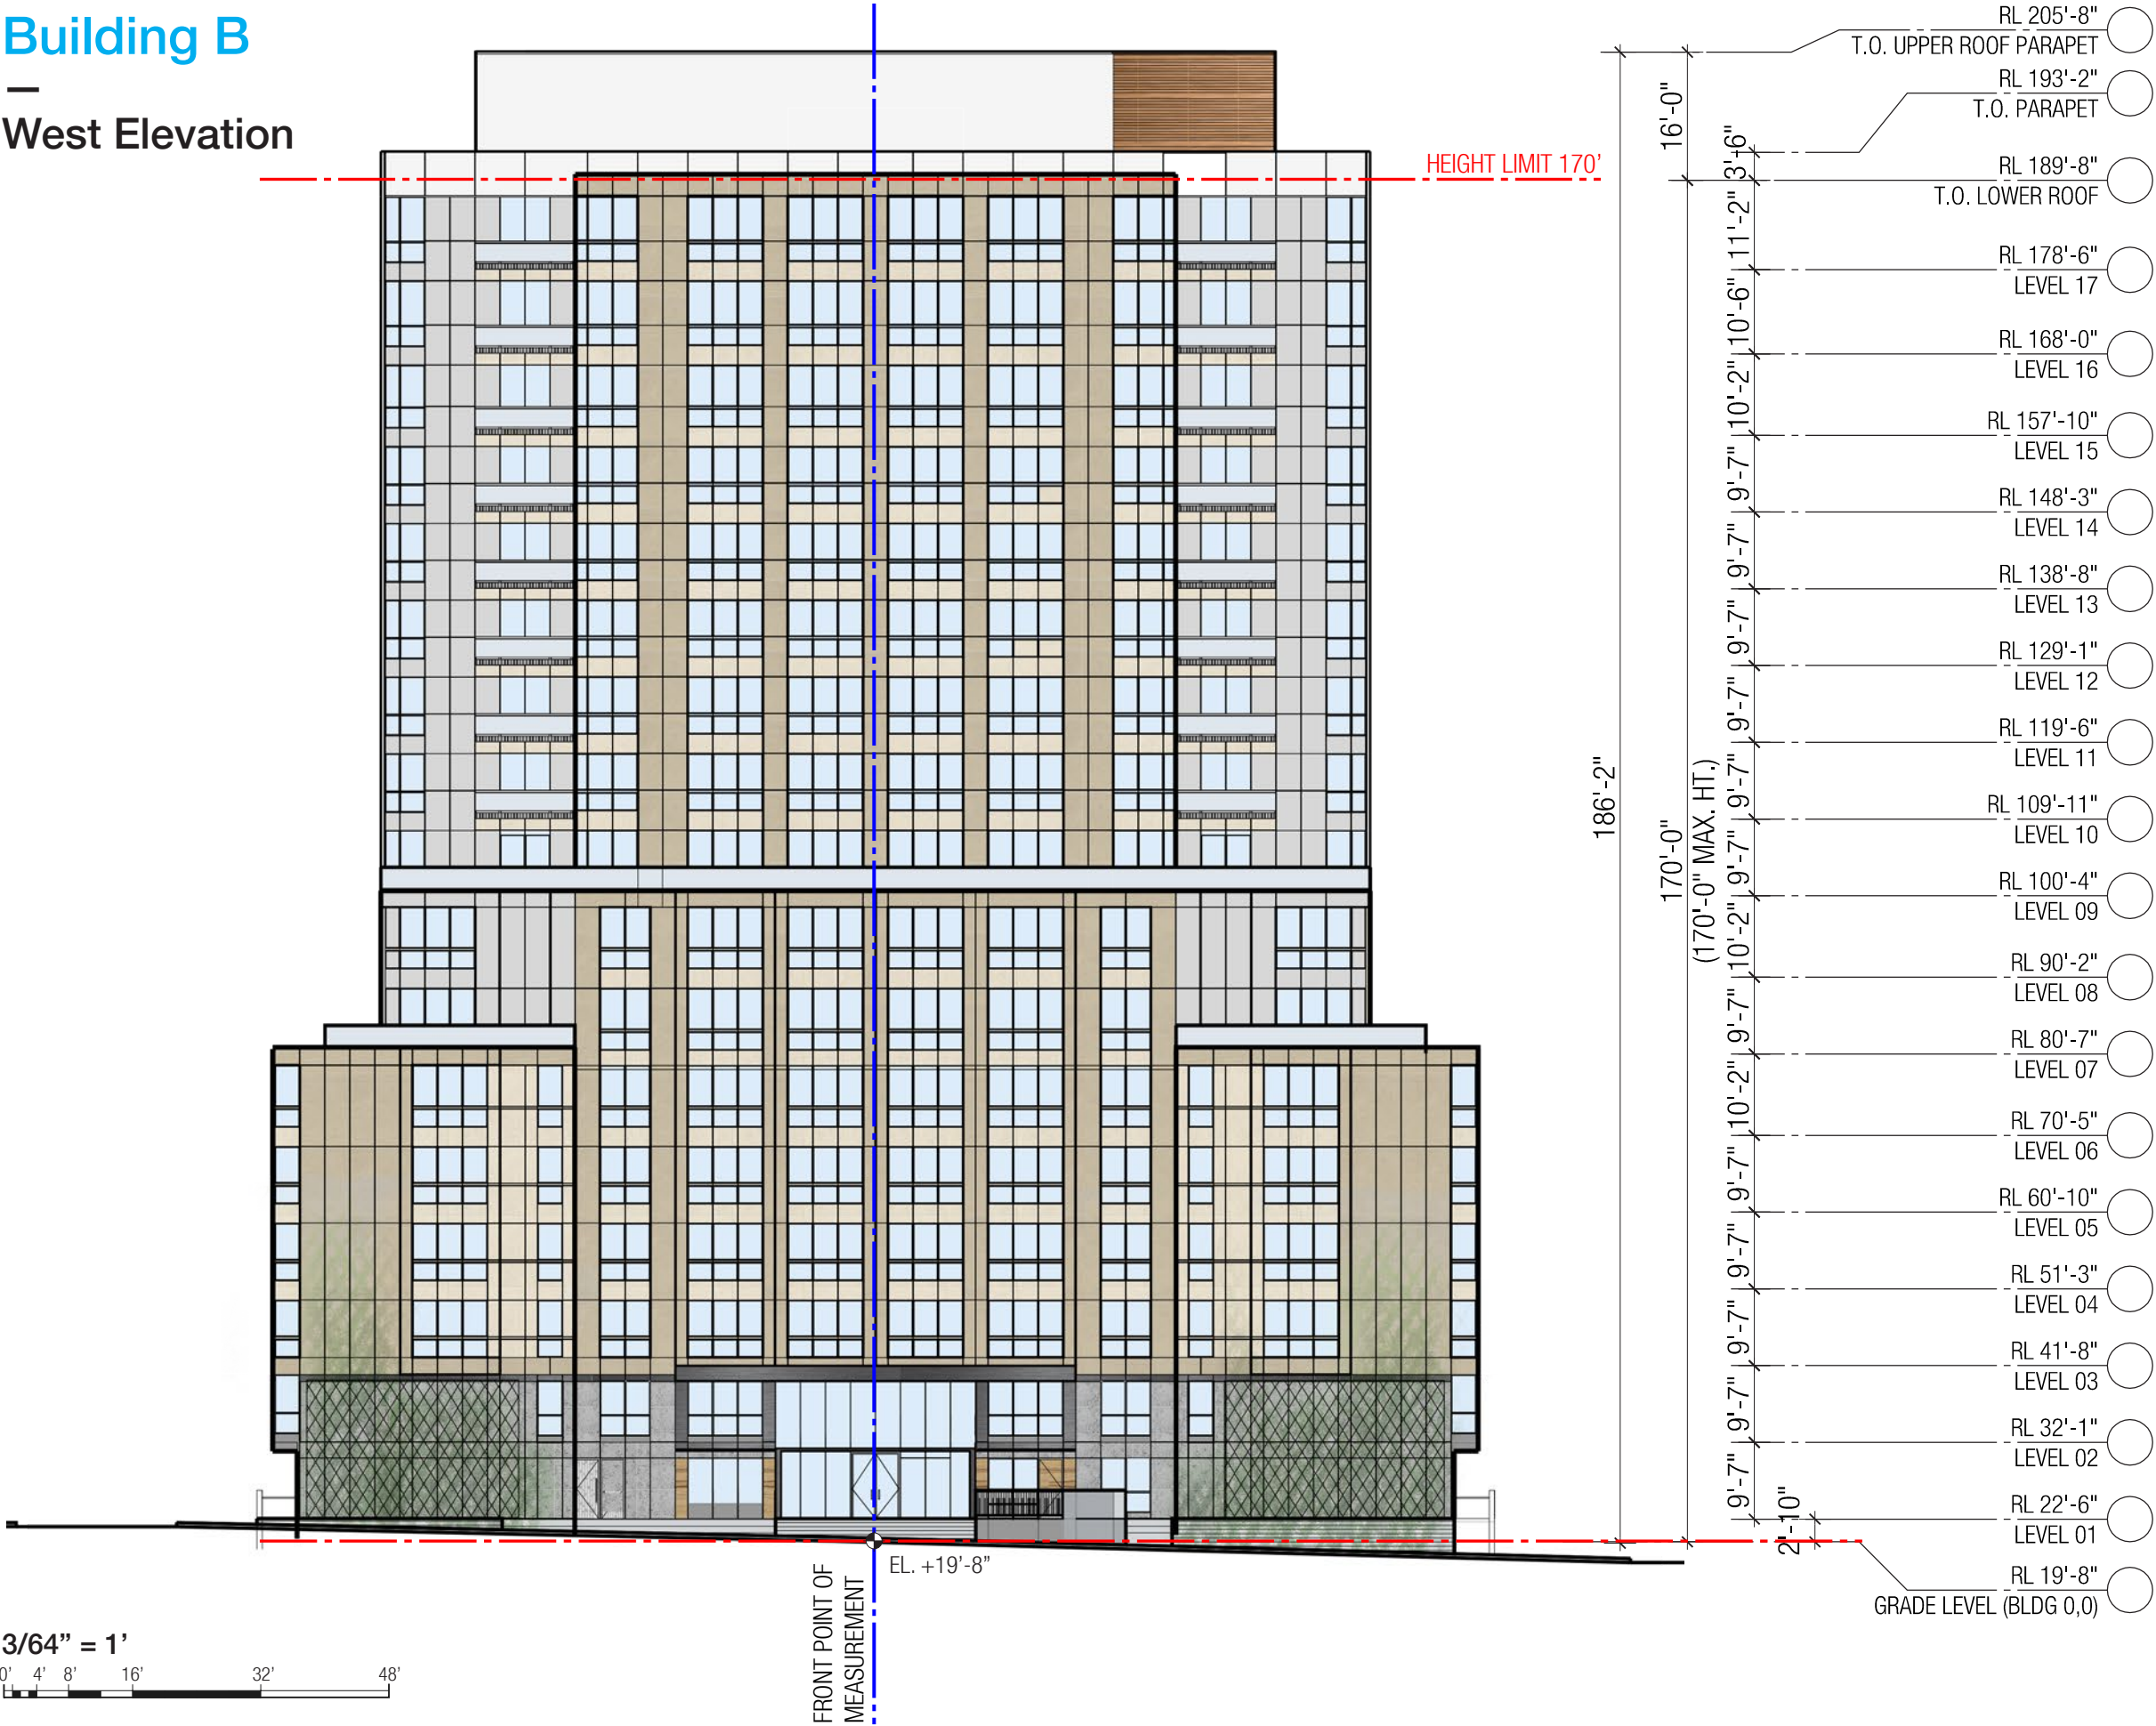 Building B
—
West Elevation
HEIGHT LIMIT 170'
RL 205'-8"
T.O. UPPER ROOF PARAPET
RL 193'-2"
T.O. PARAPET
RL 189'-8"
T.O. LOWER ROOF
RL 178'-6"
LEVEL 17
RL 168'-0"
LEVEL 16
RL 157'-10"
LEVEL 15
RL 148'-3"
LEVEL 14
RL 138'-8"
LEVEL 13
RL 129'-1"
LEVEL 12
RL 119'-6"
LEVEL 11
RL 109'-11"
LEVEL 10
RL 100'-4"
LEVEL 09
RL 90'-2"
LEVEL 08
RL 80'-7"
LEVEL 07
RL 70'-5"
LEVEL 06
RL 60'-10"
LEVEL 05
RL 51'-3"
LEVEL 04
RL 41'-8"
LEVEL 03
RL 32'-1"
LEVEL 02
RL 22'-6"
LEVEL 01
RL 19'-8"
GRADE LEVEL (BLDG 0,0)
186'-2"
16'-0"
170'-0"
(170'-0" MAX. HT.)
3'-6"
11'-2"
10'-6"
10'-2"
9'-7"
9'-7"
9'-7"
9'-7"
9'-7"
9'-7"
10'-2"
9'-7"
10'-2"
9'-7"
9'-7"
9'-7"
9'-7"
9'-7"
2'-10"
EL. +19'-8”
FRONT POINT OF
MEASUREMENT
3/64” = 1’
0' 4' 8' 16' 32' 48'